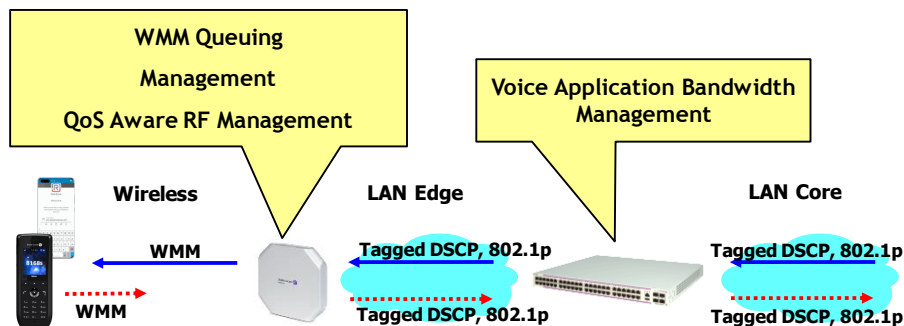 WMM Queuing
Management
QoS Aware RF Management
Voice Application Bandwidth
Management
Wireless
LAN Edge
LAN Core
WMM
Tagged DSCP, 802.1p
Tagged DSCP, 802.1p
WMM
Tagged DSCP, 802.1p
Tagged DSCP, 802.1p